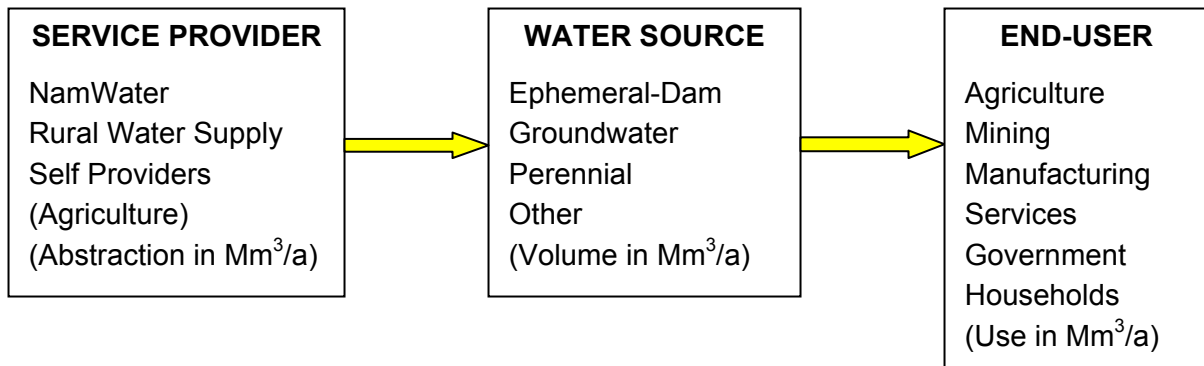 SERVICE PROVIDER
NamWater
Rural Water Supply
Self Providers
(Agriculture)
(Abstraction in Mm³/a)
WATER SOURCE
Ephemeral-Dam
Groundwater
Perennial
Other
(Volume in Mm³/a)
END-USER
Agriculture
Mining
Manufacturing
Services
Government
Households
(Use in Mm³/a)